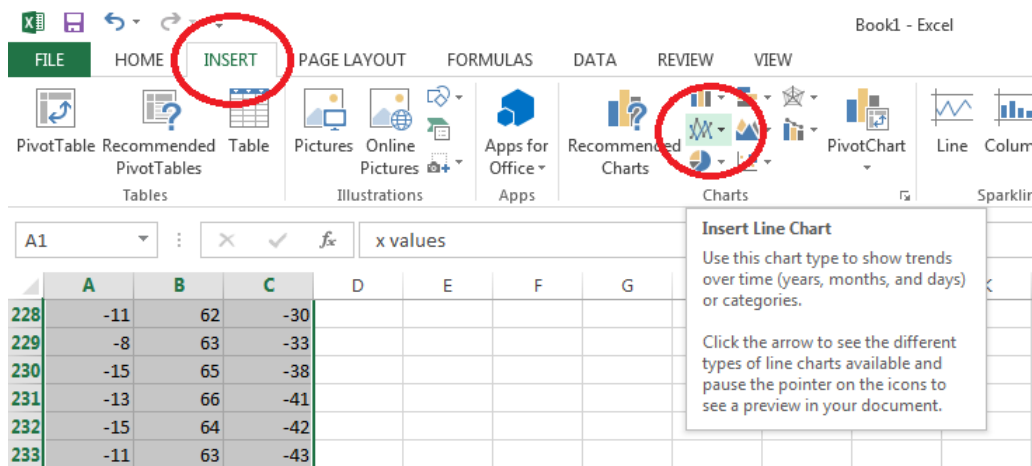 Book1 - Excel
FILE HOME INSERT PAGE LAYOUT FORMULAS DATA REVIEW VIEW
PivotTable Recommended PivotTables Table Pictures Online Pictures Apps for Office Recommended Charts PivotChart Line
Tables Illustrations Apps Charts
A1 fx x values
Insert Line Chart
Use this chart type to show trends
over time (years, months, and days)
or categories.
Click the arrow to see the different
types of line charts available and
pause the pointer on the icons to
see a preview in your document.
A B C D E F G K
228 -11 62 -30
229 -8 63 -33
230 -15 65 -38
231 -13 66 -41
232 -15 64 -42
233 -11 63 -43